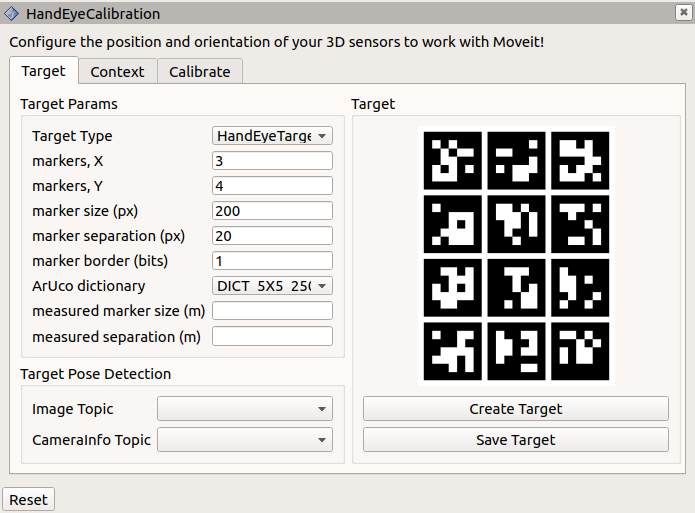 HandEyeCalibration
Configure the position and orientation of your 3D sensors to work with Moveit!
Target Context Calibrate
Target Params
Target Type HandEyeTarge
markers, X 3
markers, Y 4
marker size (px) 200
marker separation (px) 20
marker border (bits) 1
ArUco dictionary DICT_5X5_250
measured marker size (m)
measured separation (m)
Target Pose Detection
Image Topic
CameraInfo Topic
Target
Create Target
Save Target
Reset